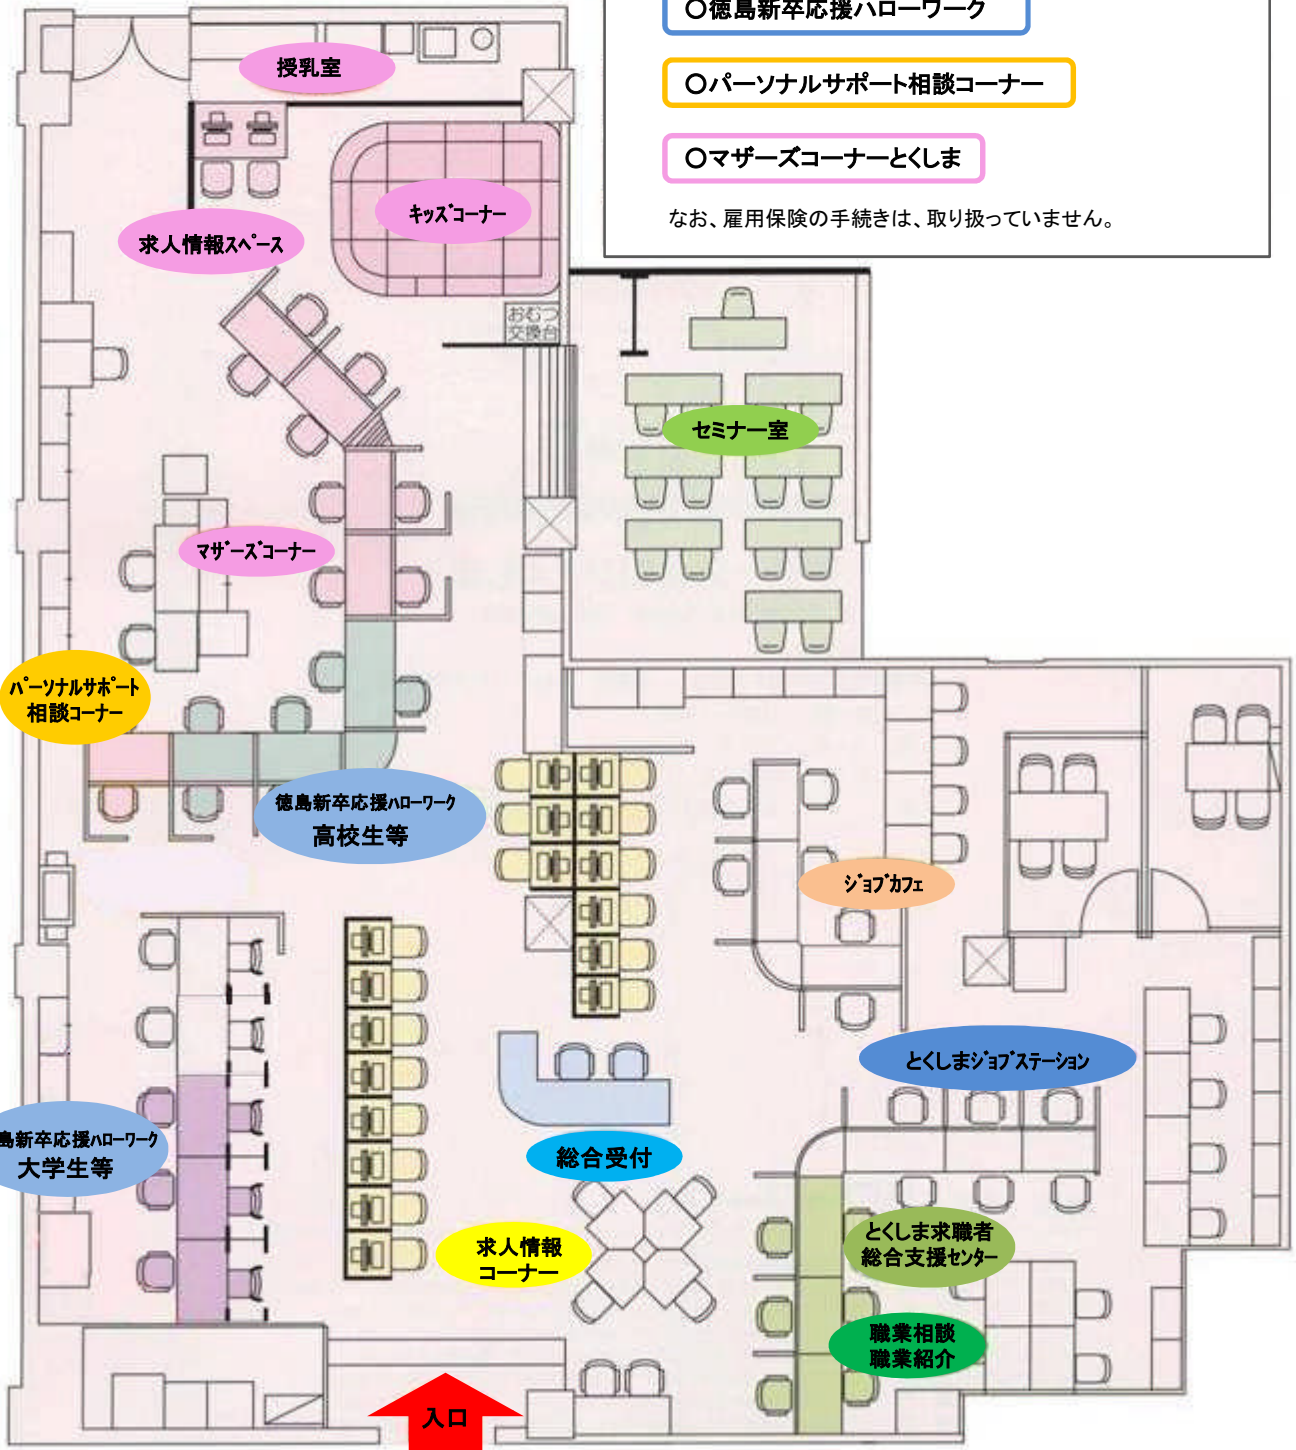 ○徳島新卒応援ハローワーク
○パーソナルサポート相談コーナー
○マザーズコーナーとくしま
なお、雇用保険の手続きは、取り扱っていません。
授乳室
キッズコーナー
求人情報スペース
おむつ
交換台
セミナー室
マザーズコーナー
パーソナルサポート
相談コーナー
徳島新卒応援ハローワーク
高校生等
ジョブカフェ
とくしまジョブステーション
島新卒応援ハローワーク
大学生等
総合受付
求人情報
コーナー
とくしま求職者
総合支援センター
職業相談
職業紹介
入口